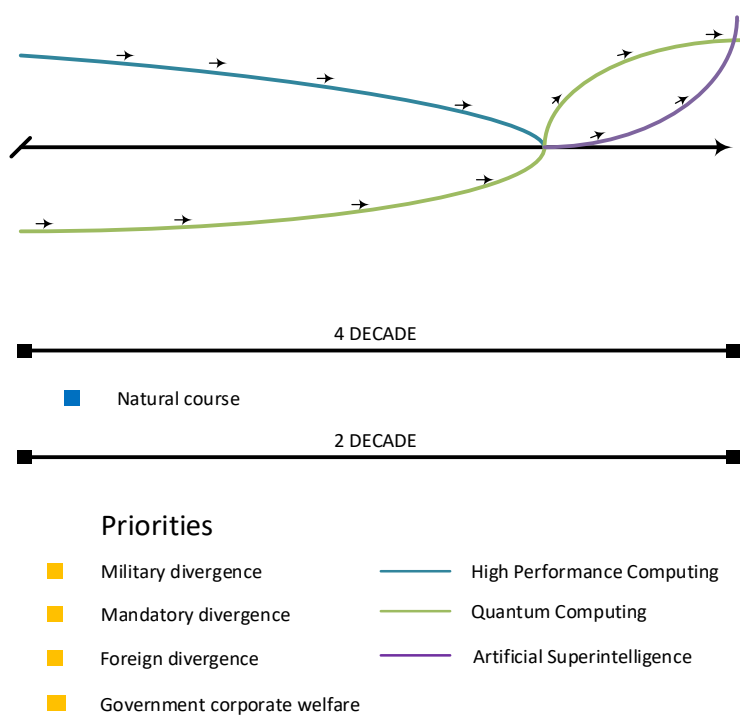 4 DECADE
Natural course
2 DECADE
Priorities
Military divergence
Mandatory divergence
Foreign divergence
Government corporate welfare
High Performance Computing
Quantum Computing
Artificial Superintelligence